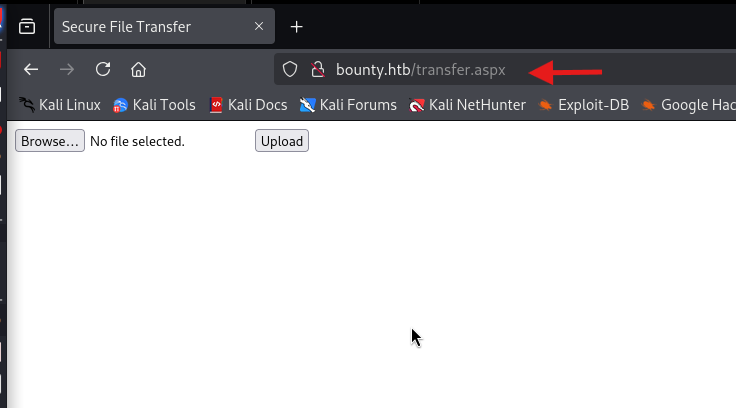 Secure File Transfer
bounty.htb/transfer.aspx
Kali Linux Kali Tools Kali Docs Kali Forums Kali NetHunter Exploit-DB Google Hac
Browse... No file selected. Upload